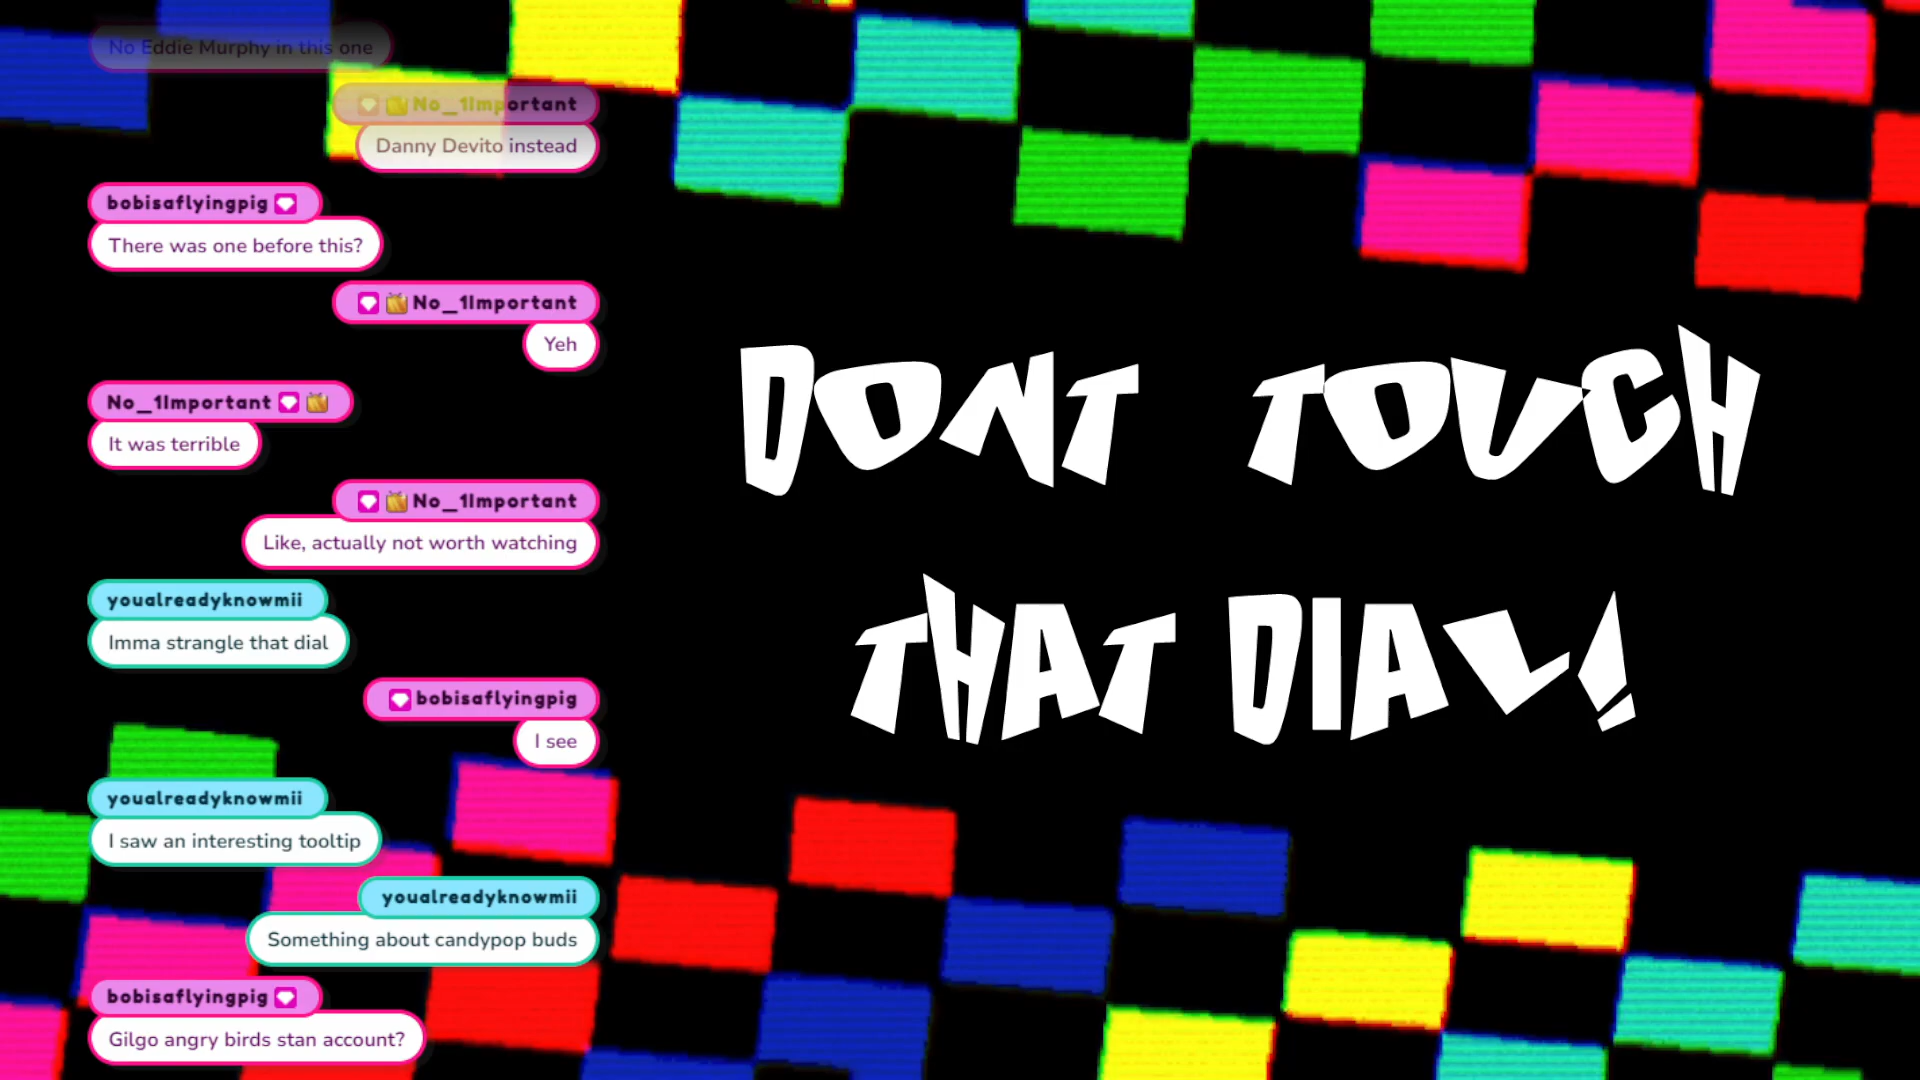 No Eddie Murphy in this one
No_1Important
Danny Devito instead
bobisaflyingpig
There was one before this?
No_1Important
Yeh
No_1Important
It was terrible
No_1Important
Like, actually not worth watching
youalreadyknowmii
Imma strangle that dial
bobisaflyingpig
I see
youalreadyknowmii
I saw an interesting tooltip
youalreadyknowmii
Something about candypop buds
bobisaflyingpig
Gilgo angry birds stan account?
DONT TOUCH
THAT DIAL!